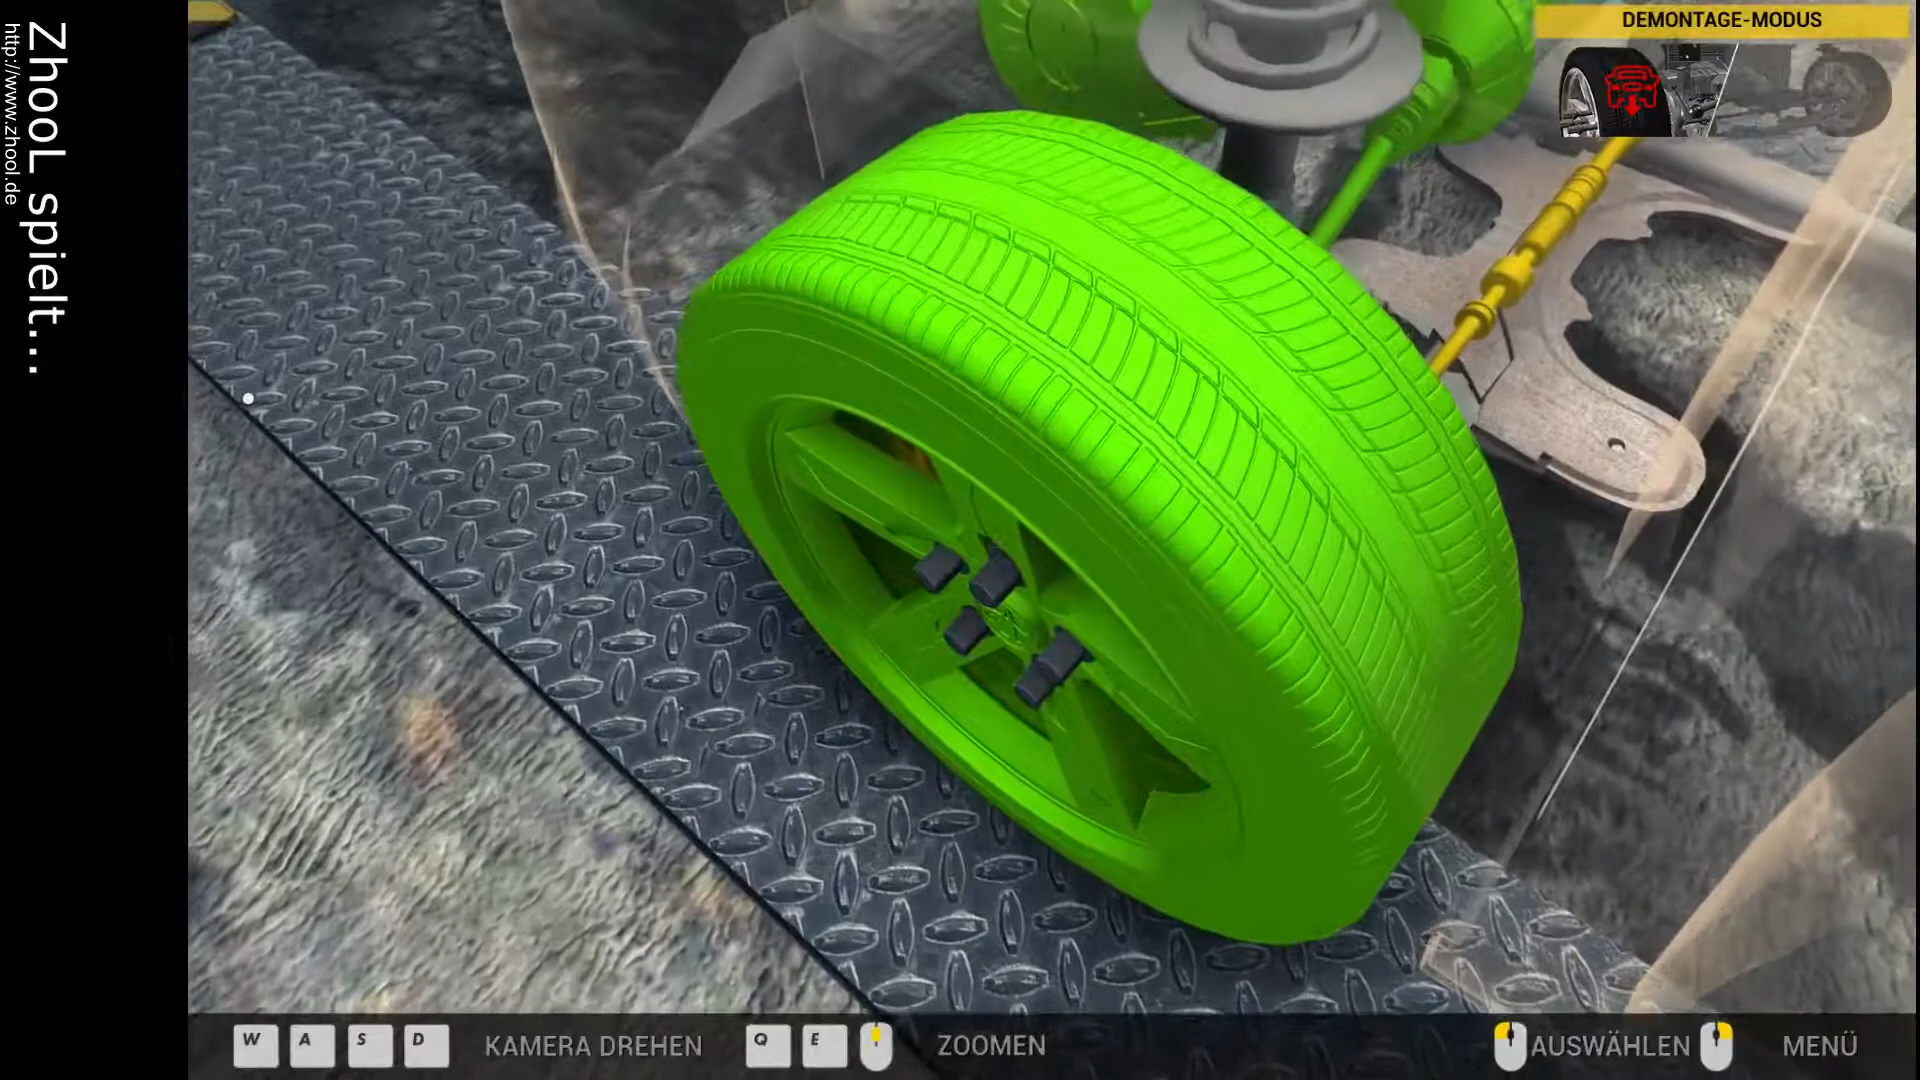 ZhooL spielt...
http://www.zhool.de
DEMONTAGE-MODUS
W A S D KAMERA DREHEN Q E ZOOMEN AUSWÄHLEN MENÜ